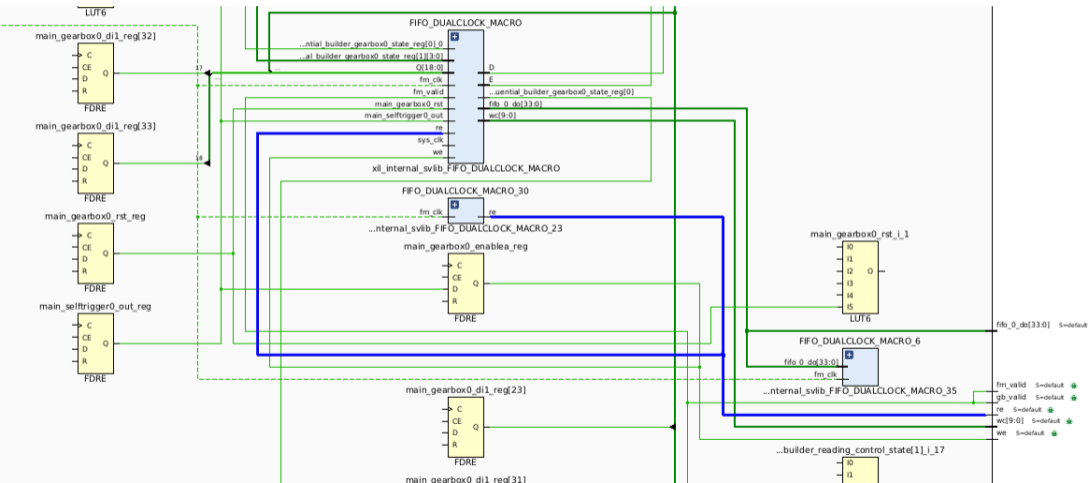 LUT6
main_gearbox0_di1_reg[32]
C
CE
D
R
Q
FDRE
17
main_gearbox0_di1_reg[33]
C
CE
D
R
Q
FDRE
18
main_gearbox0_rst_reg
C
CE
D
R
Q
FDRE
main_selftrigger0_out_reg
C
CE
D
R
Q
FDRE
FIFO_DUALCLOCK_MACRO
...ntial_builder_gearbox0_state_reg[0]_0
...al_builder_gearbox0_state_reg[1][3:0]
Q[18:0]
fm_clk
fm_valid
main_gearbox0_rst
main_selftrigger0_out
re
sys_clk
we
D
E
...uential_builder_gearbox0_state_reg[0]
fifo_0_do[33:0]
wc[9:0]
xil_internal_svlib_FIFO_DUALCLOCK_MACRO
FIFO_DUALCLOCK_MACRO_30
fm_clk
re
...nternal_svlib_FIFO_DUALCLOCK_MACRO_23
main_gearbox0_enablea_reg
C
CE
D
R
Q
FDRE
main_gearbox0_di1_reg[23]
C
CE
D
R
Q
FDRE
main_gearbox0_di1_reg[31]
main_gearbox0_rst_i_1
I0
I1
I2
I3
I4
I5
O
LUT6
FIFO_DUALCLOCK_MACRO_6
fifo_0_do[33:0]
fm_clk
...nternal_svlib_FIFO_DUALCLOCK_MACRO_35
...builder_reading_control_state[1]_i_17
I0
I1
fifo_0_do[33:0] S=default
fm_valid S=default
gb_valid S=default
re S=default
wc[9:0] S=default
we S=default